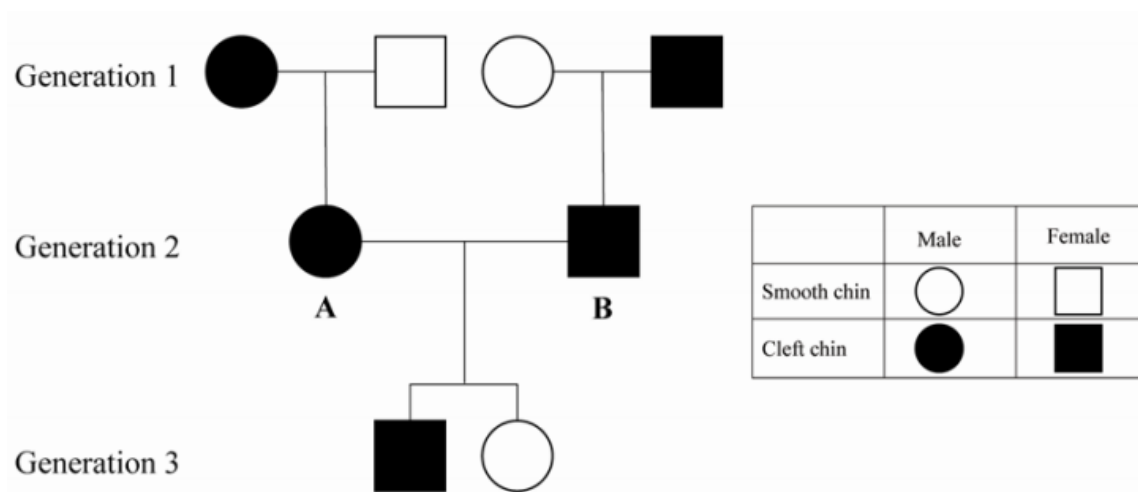 Generation 1
Generation 2
A
B
Male Female
Smooth chin
Cleft chin
Generation 3